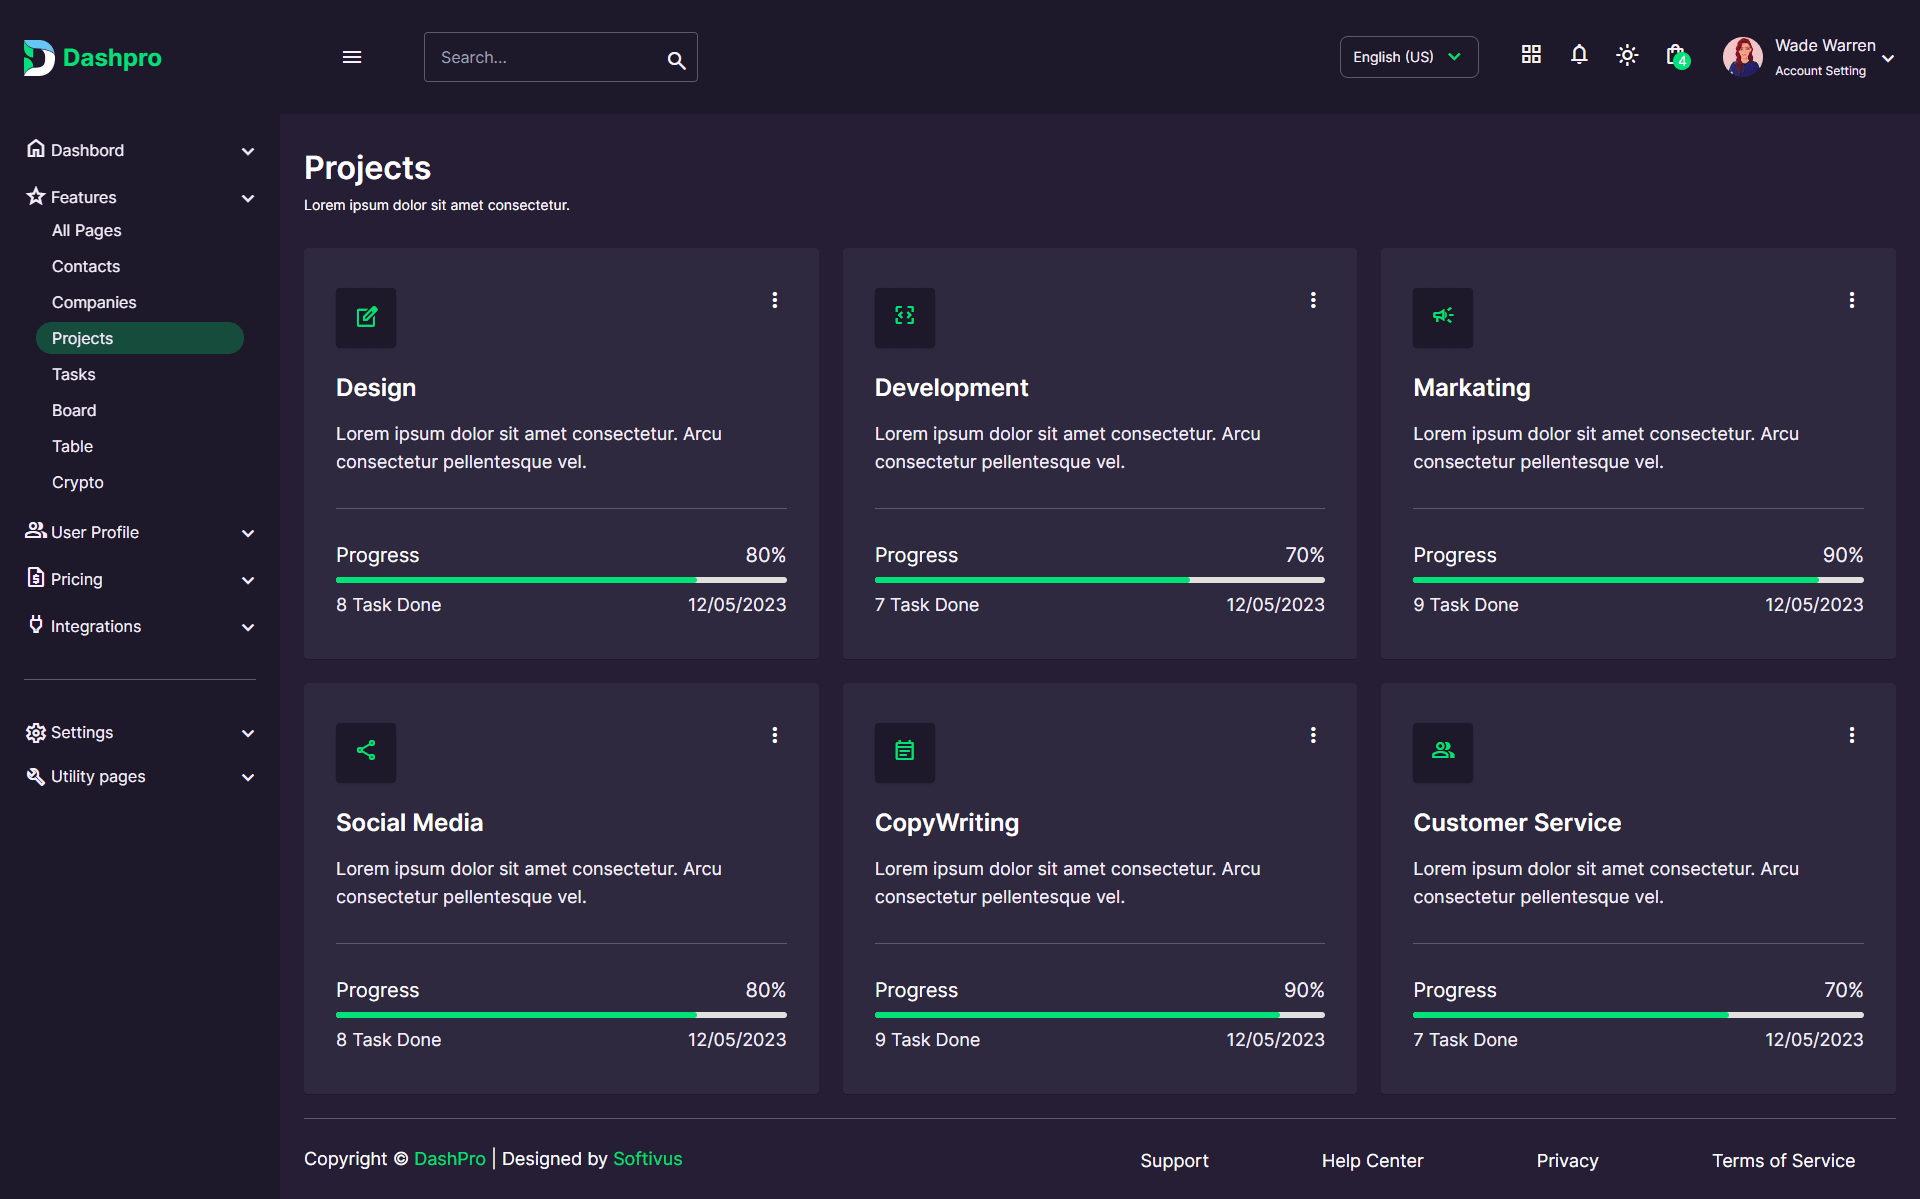 Dashpro
Search...
English (US)
4
Wade Warren
Account Setting
Dashbord
Features
All Pages
Contacts
Companies
Projects
Tasks
Board
Table
Crypto
User Profile
Pricing
Integrations
Settings
Utility pages
Projects
Lorem ipsum dolor sit amet consectetur.
Design
Lorem ipsum dolor sit amet consectetur. Arcu
consectetur pellentesque vel.
Progress 80%
8 Task Done 12/05/2023
Development
Lorem ipsum dolor sit amet consectetur. Arcu
consectetur pellentesque vel.
Progress 70%
7 Task Done 12/05/2023
Markating
Lorem ipsum dolor sit amet consectetur. Arcu
consectetur pellentesque vel.
Progress 90%
9 Task Done 12/05/2023
Social Media
Lorem ipsum dolor sit amet consectetur. Arcu
consectetur pellentesque vel.
Progress 80%
8 Task Done 12/05/2023
CopyWriting
Lorem ipsum dolor sit amet consectetur. Arcu
consectetur pellentesque vel.
Progress 90%
9 Task Done 12/05/2023
Customer Service
Lorem ipsum dolor sit amet consectetur. Arcu
consectetur pellentesque vel.
Progress 70%
7 Task Done 12/05/2023
Copyright © DashPro | Designed by Softivus
Support
Help Center
Privacy
Terms of Service